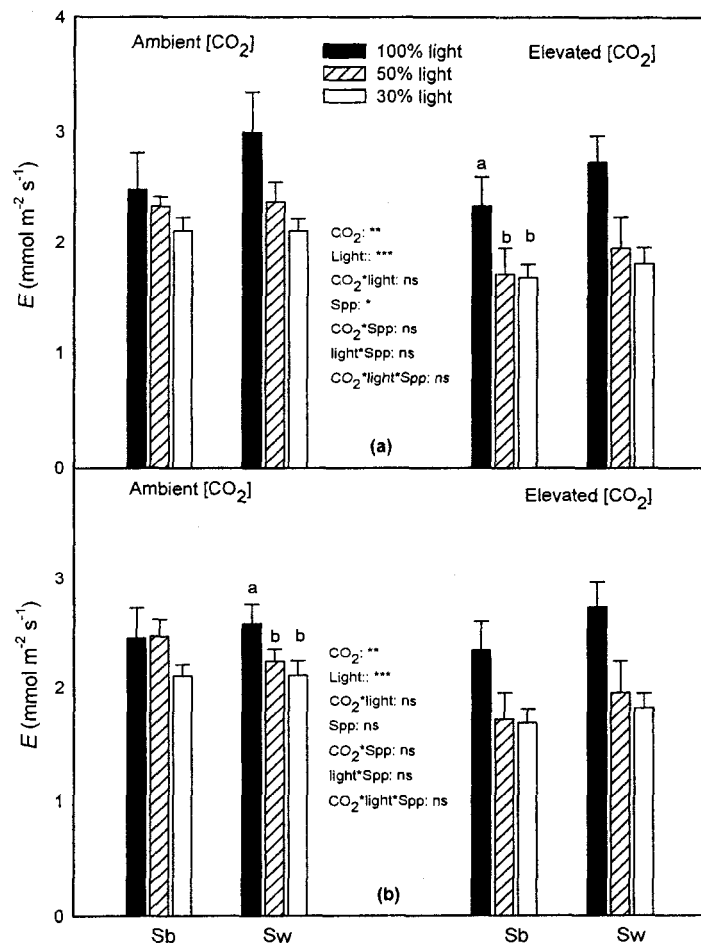 4
Ambient [CO2]
100% light
50% light
30% light
Elevated [CO2]
3
a
b b
2
CO2: **
Light:: ***
CO2*light: ns
Spp: *
CO2*Spp: ns
light*Spp: ns
CO2*light*Spp: ns
1
E (mmol m-2 s-1)
(a)
0
Ambient [CO2]
Elevated [CO2]
3
a
b b
2
CO2: **
Light:: ***
CO2*light: ns
Spp: ns
CO2*Spp: ns
light*Spp: ns
CO2*light*Spp: ns
1
E (mmol m-2 s-1)
(b)
0
Sb Sw Sb Sw